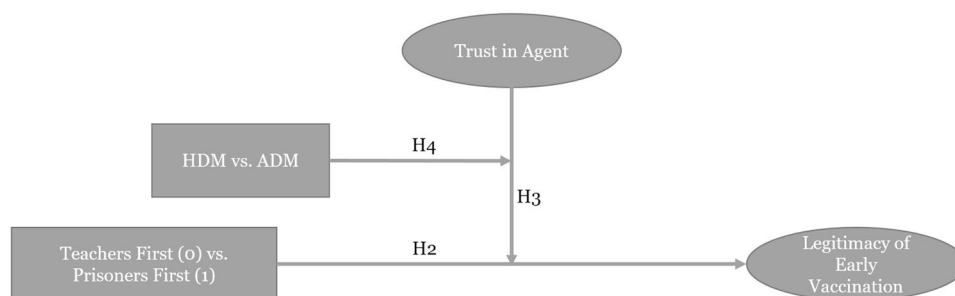 Trust in Agent
HDM vs. ADM
H4
H3
Teachers First (0) vs.
Prisoners First (1)
H2
Legitimacy of
Early
Vaccination